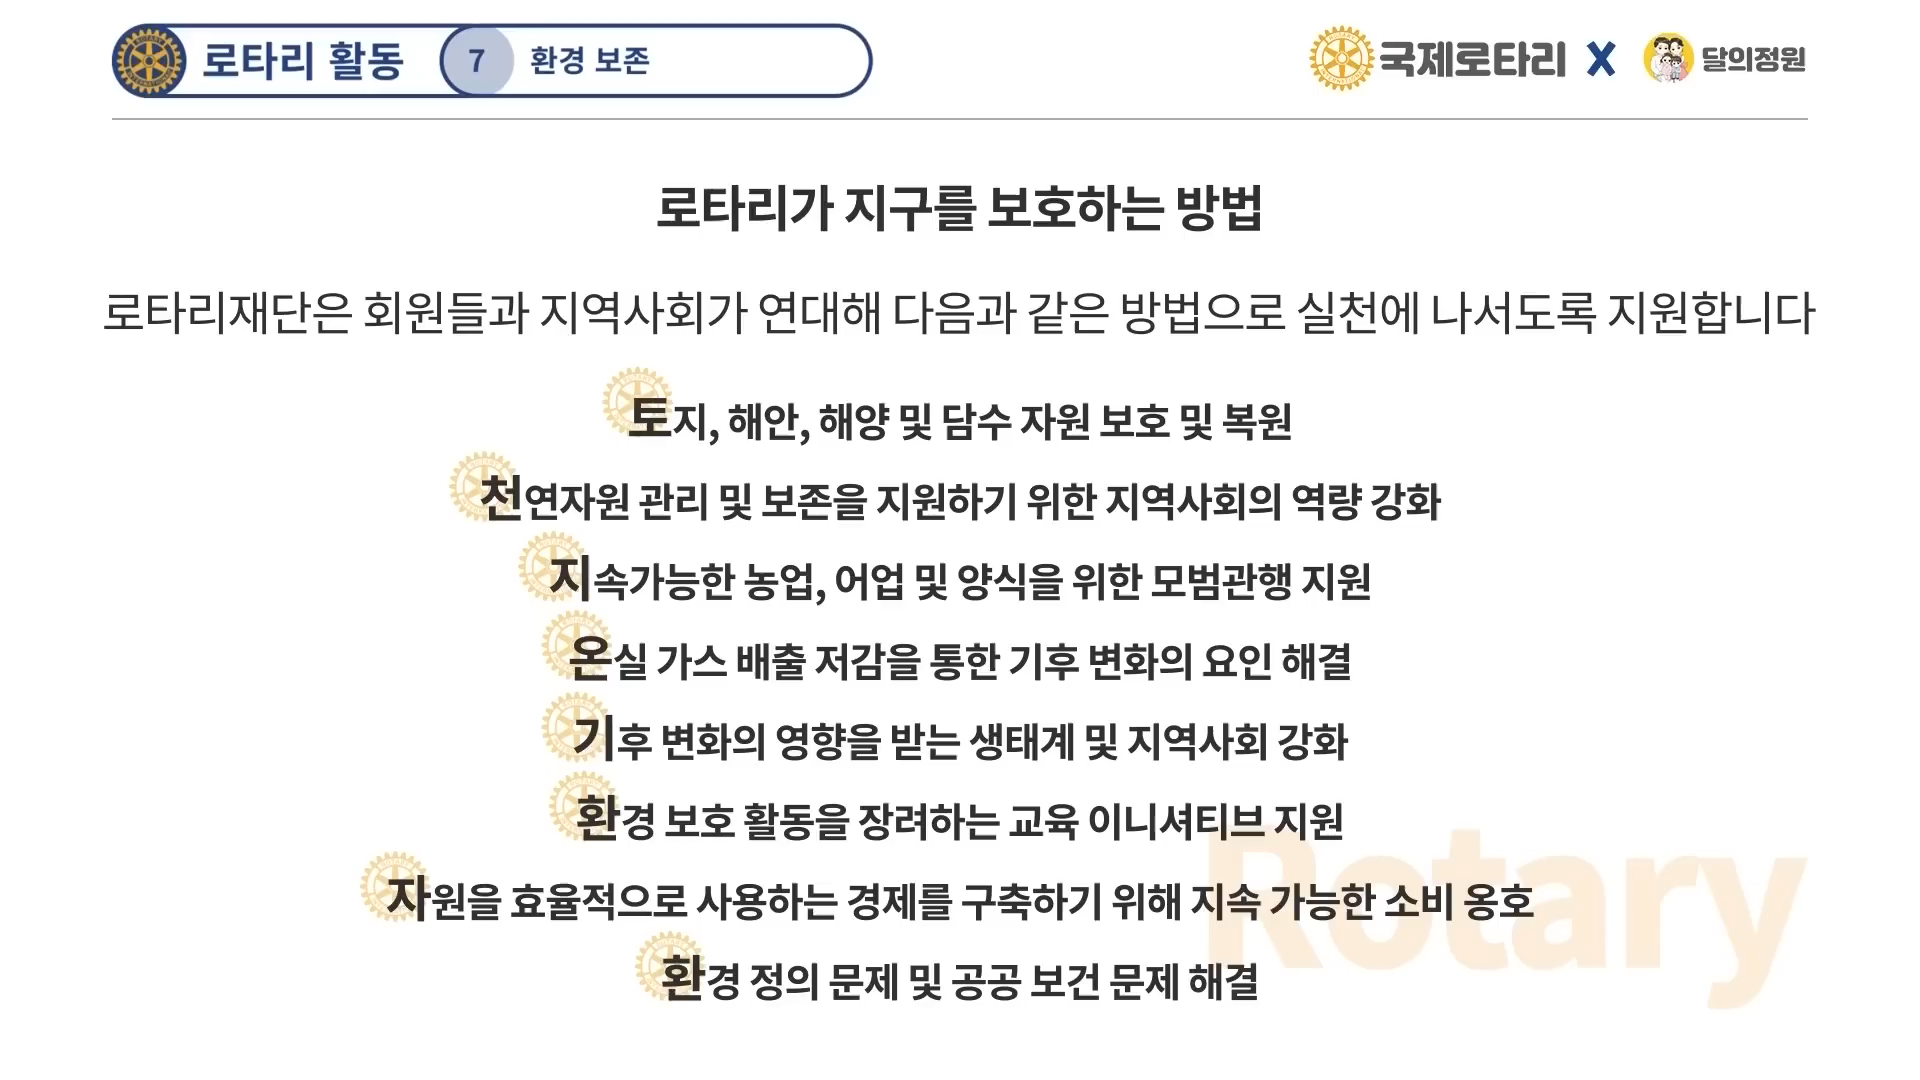 로타리 활동 7 환경 보존
국제로타리 X 달의정원
로타리가 지구를 보호하는 방법
로타리재단은 회원들과 지역사회가 연대해 다음과 같은 방법으로 실천에 나서도록 지원합니다
토지, 해안, 해양 및 담수 자원 보호 및 복원
천연자원 관리 및 보존을 지원하기 위한 지역사회의 역량 강화
지속가능한 농업, 어업 및 양식을 위한 모범관행 지원
온실 가스 배출 저감을 통한 기후 변화의 요인 해결
기후 변화의 영향을 받는 생태계 및 지역사회 강화
환경 보호 활동을 장려하는 교육 이니셔티브 지원
자원을 효율적으로 사용하는 경제를 구축하기 위해 지속 가능한 소비 옹호
환경 정의 문제 및 공공 보건 문제 해결
Rotary